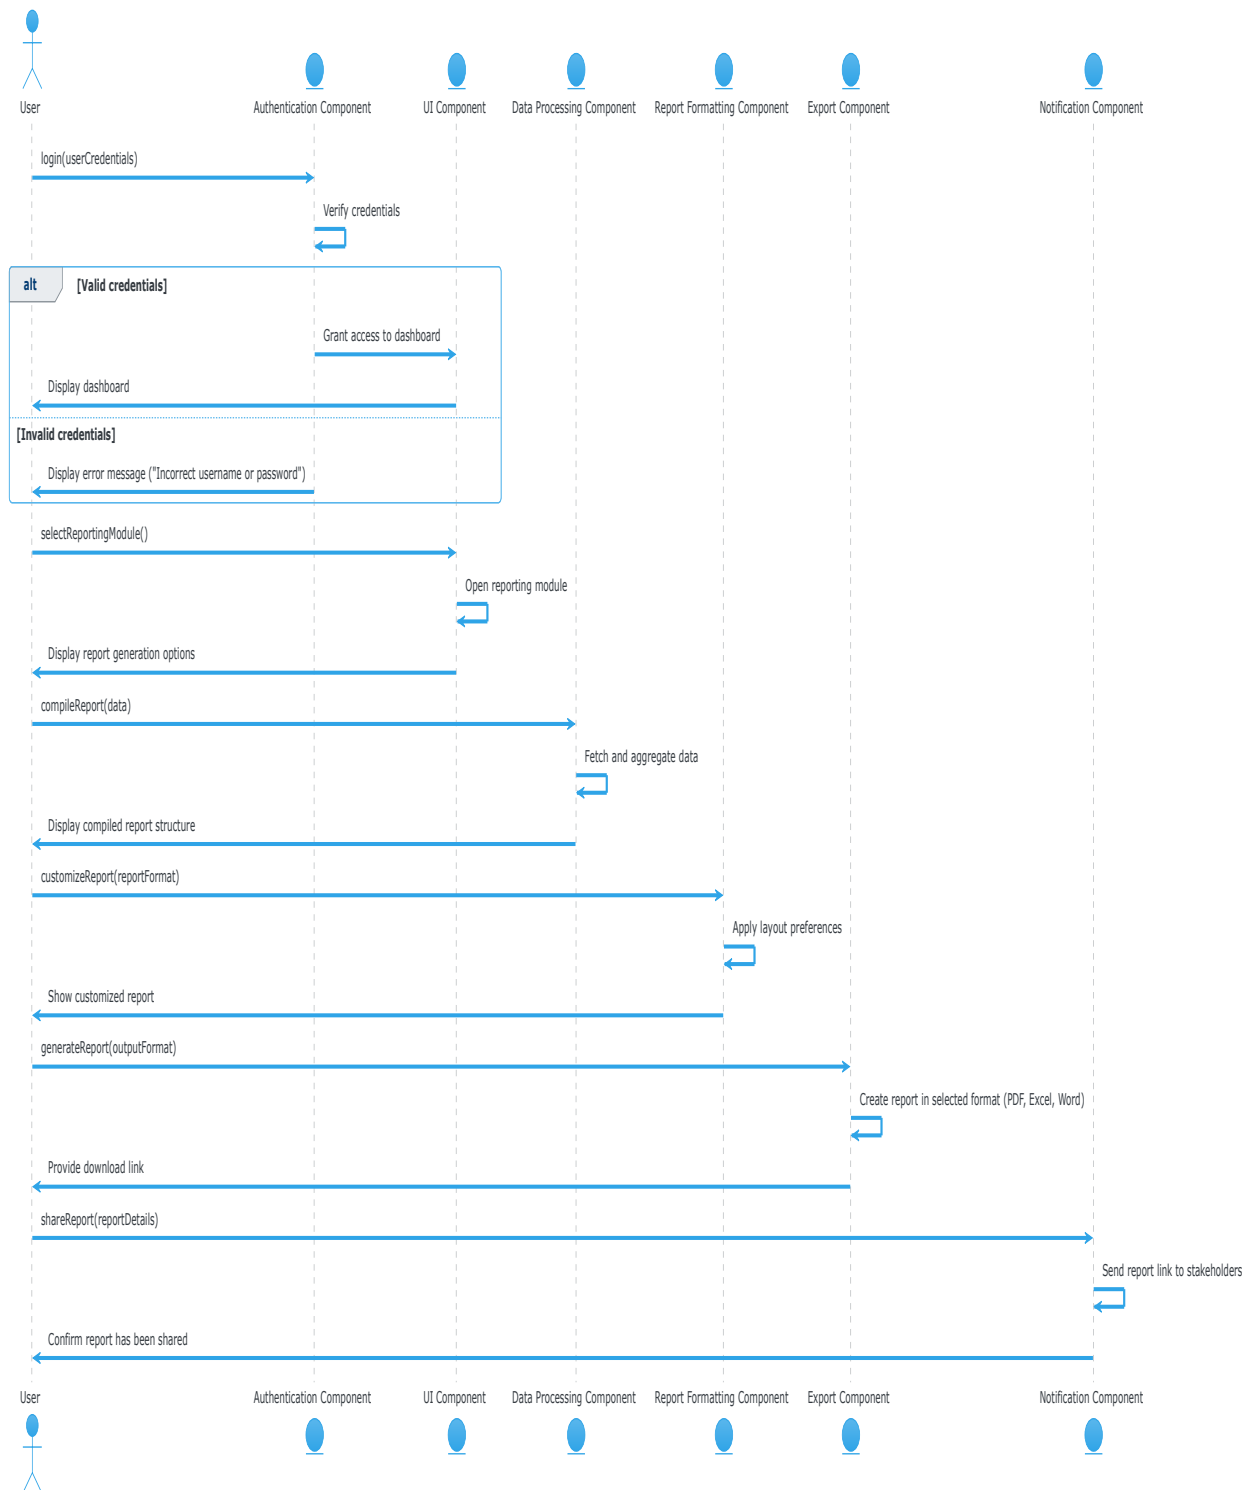 User
Authentication Component
UI Component
Data Processing Component
Report Formatting Component
Export Component
Notification Component
login(userCredentials)
Verify credentials
alt
[Valid credentials]
Grant access to dashboard
Display dashboard
[Invalid credentials]
Display error message ("Incorrect username or password")
selectReportingModule()
Open reporting module
Display report generation options
compileReport(data)
Fetch and aggregate data
Display compiled report structure
customizeReport(reportFormat)
Apply layout preferences
Show customized report
generateReport(outputFormat)
Create report in selected format (PDF, Excel, Word)
Provide download link
shareReport(reportDetails)
Send report link to stakeholders
Confirm report has been shared
User
Authentication Component
UI Component
Data Processing Component
Report Formatting Component
Export Component
Notification Component